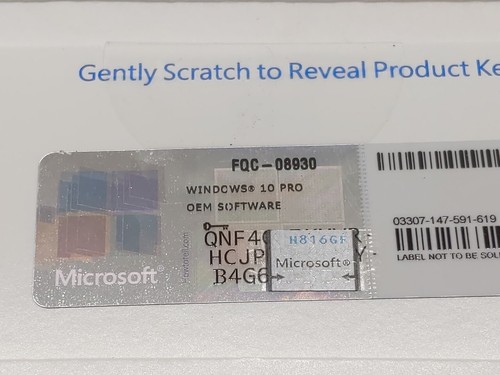 Gently Scratch to Reveal Product Ke
FQC-08930
WINDOWS® 10 PRO
OEM SOFTWARE
03307-147-591-619
QNF4
H816GF
HCJP
Microsoft®
B4G6
Microsoft®
LABEL NOT TO BE SOL